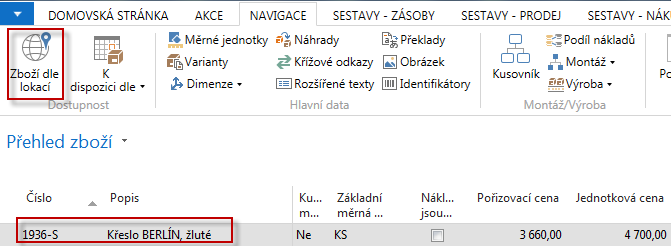 DOMOVSKÁ STRÁNKA AKCE NAVIGACE SESTAVY - ZÁSOBY SESTAVY - PRODEJ SESTAVY - NÁK
Zboží dle lokací
K dispozici dle
Dostupnost
Měrné jednotky Náhrady Překlady
Varianty Křížové odkazy Obrázek
Dimenze Rozšířené texty Identifikátory
Hlavní data
Kusovník
Podíl nákladů
Montáž
Výroba
Montáž/Výroba
Po
Přehled zboží
Číslo Popis Ku... m... Základní měrná ... Nákl... jsou... Pořizovací cena Jednotková cena
1936-S Křeslo BERLÍN, žluté Ne KS 3 660,00 4 700,00